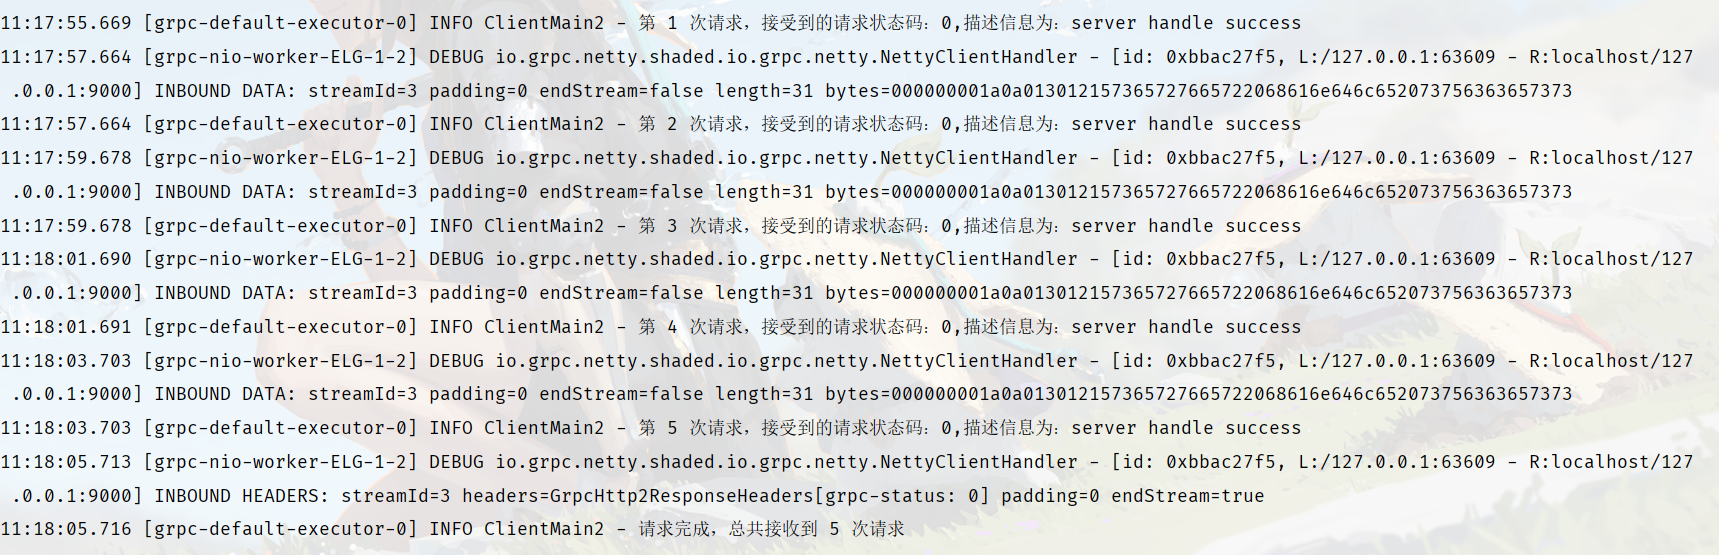 11:17:55.669 [grpc-default-executor-0] INFO ClientMain2 - 第 1 次请求，接受到的请求状态码：0,描述信息为：server handle success
11:17:57.664 [grpc-nio-worker-ELG-1-2] DEBUG io.grpc.netty.shaded.io.grpc.netty.NettyClientHandler - [id: 0xbbac27f5, L:/127.0.0.1:63609 - R:localhost/127
.0.0.1:9000] INBOUND DATA: streamId=3 padding=0 endStream=false length=31 bytes=000000001a0a013012157365727665722068616e646c652073756363657373
11:17:57.664 [grpc-default-executor-0] INFO ClientMain2 - 第 2 次请求，接受到的请求状态码：0,描述信息为：server handle success
11:17:59.678 [grpc-nio-worker-ELG-1-2] DEBUG io.grpc.netty.shaded.io.grpc.netty.NettyClientHandler - [id: 0xbbac27f5, L:/127.0.0.1:63609 - R:localhost/127
.0.0.1:9000] INBOUND DATA: streamId=3 padding=0 endStream=false length=31 bytes=000000001a0a013012157365727665722068616e646c652073756363657373
11:17:59.678 [grpc-default-executor-0] INFO ClientMain2 - 第 3 次请求，接受到的请求状态码：0,描述信息为：server handle success
11:18:01.690 [grpc-nio-worker-ELG-1-2] DEBUG io.grpc.netty.shaded.io.grpc.netty.NettyClientHandler - [id: 0xbbac27f5, L:/127.0.0.1:63609 - R:localhost/127
.0.0.1:9000] INBOUND DATA: streamId=3 padding=0 endStream=false length=31 bytes=000000001a0a013012157365727665722068616e646c652073756363657373
11:18:01.691 [grpc-default-executor-0] INFO ClientMain2 - 第 4 次请求，接受到的请求状态码：0,描述信息为：server handle success
11:18:03.703 [grpc-nio-worker-ELG-1-2] DEBUG io.grpc.netty.shaded.io.grpc.netty.NettyClientHandler - [id: 0xbbac27f5, L:/127.0.0.1:63609 - R:localhost/127
.0.0.1:9000] INBOUND DATA: streamId=3 padding=0 endStream=false length=31 bytes=000000001a0a013012157365727665722068616e646c652073756363657373
11:18:03.703 [grpc-default-executor-0] INFO ClientMain2 - 第 5 次请求，接受到的请求状态码：0,描述信息为：server handle success
11:18:05.713 [grpc-nio-worker-ELG-1-2] DEBUG io.grpc.netty.shaded.io.grpc.netty.NettyClientHandler - [id: 0xbbac27f5, L:/127.0.0.1:63609 - R:localhost/127
.0.0.1:9000] INBOUND HEADERS: streamId=3 headers=GrpcHttp2ResponseHeaders[grpc-status: 0] padding=0 endStream=true
11:18:05.716 [grpc-default-executor-0] INFO ClientMain2 - 请求完成，总共接收到 5 次请求